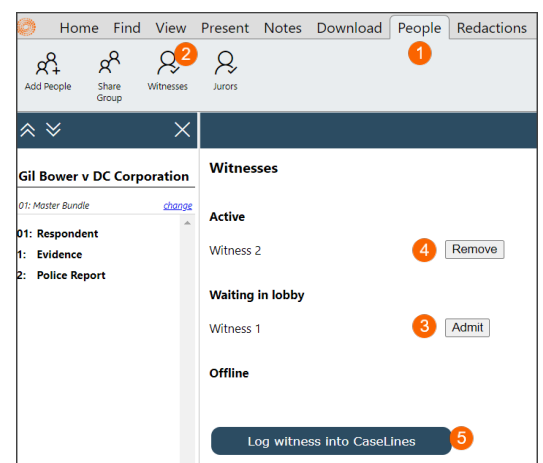 Home Find View Present Notes Download People Redactions
1
2
Add People Share Group Witnesses Jurors
Gil Bower v DC Corporation
01: Master Bundle change
01: Respondent
1: Evidence
2: Police Report
Witnesses
Active
Witness 2 4 Remove
Waiting in lobby
Witness 1 3 Admit
Offline
Log witness into CaseLines 5